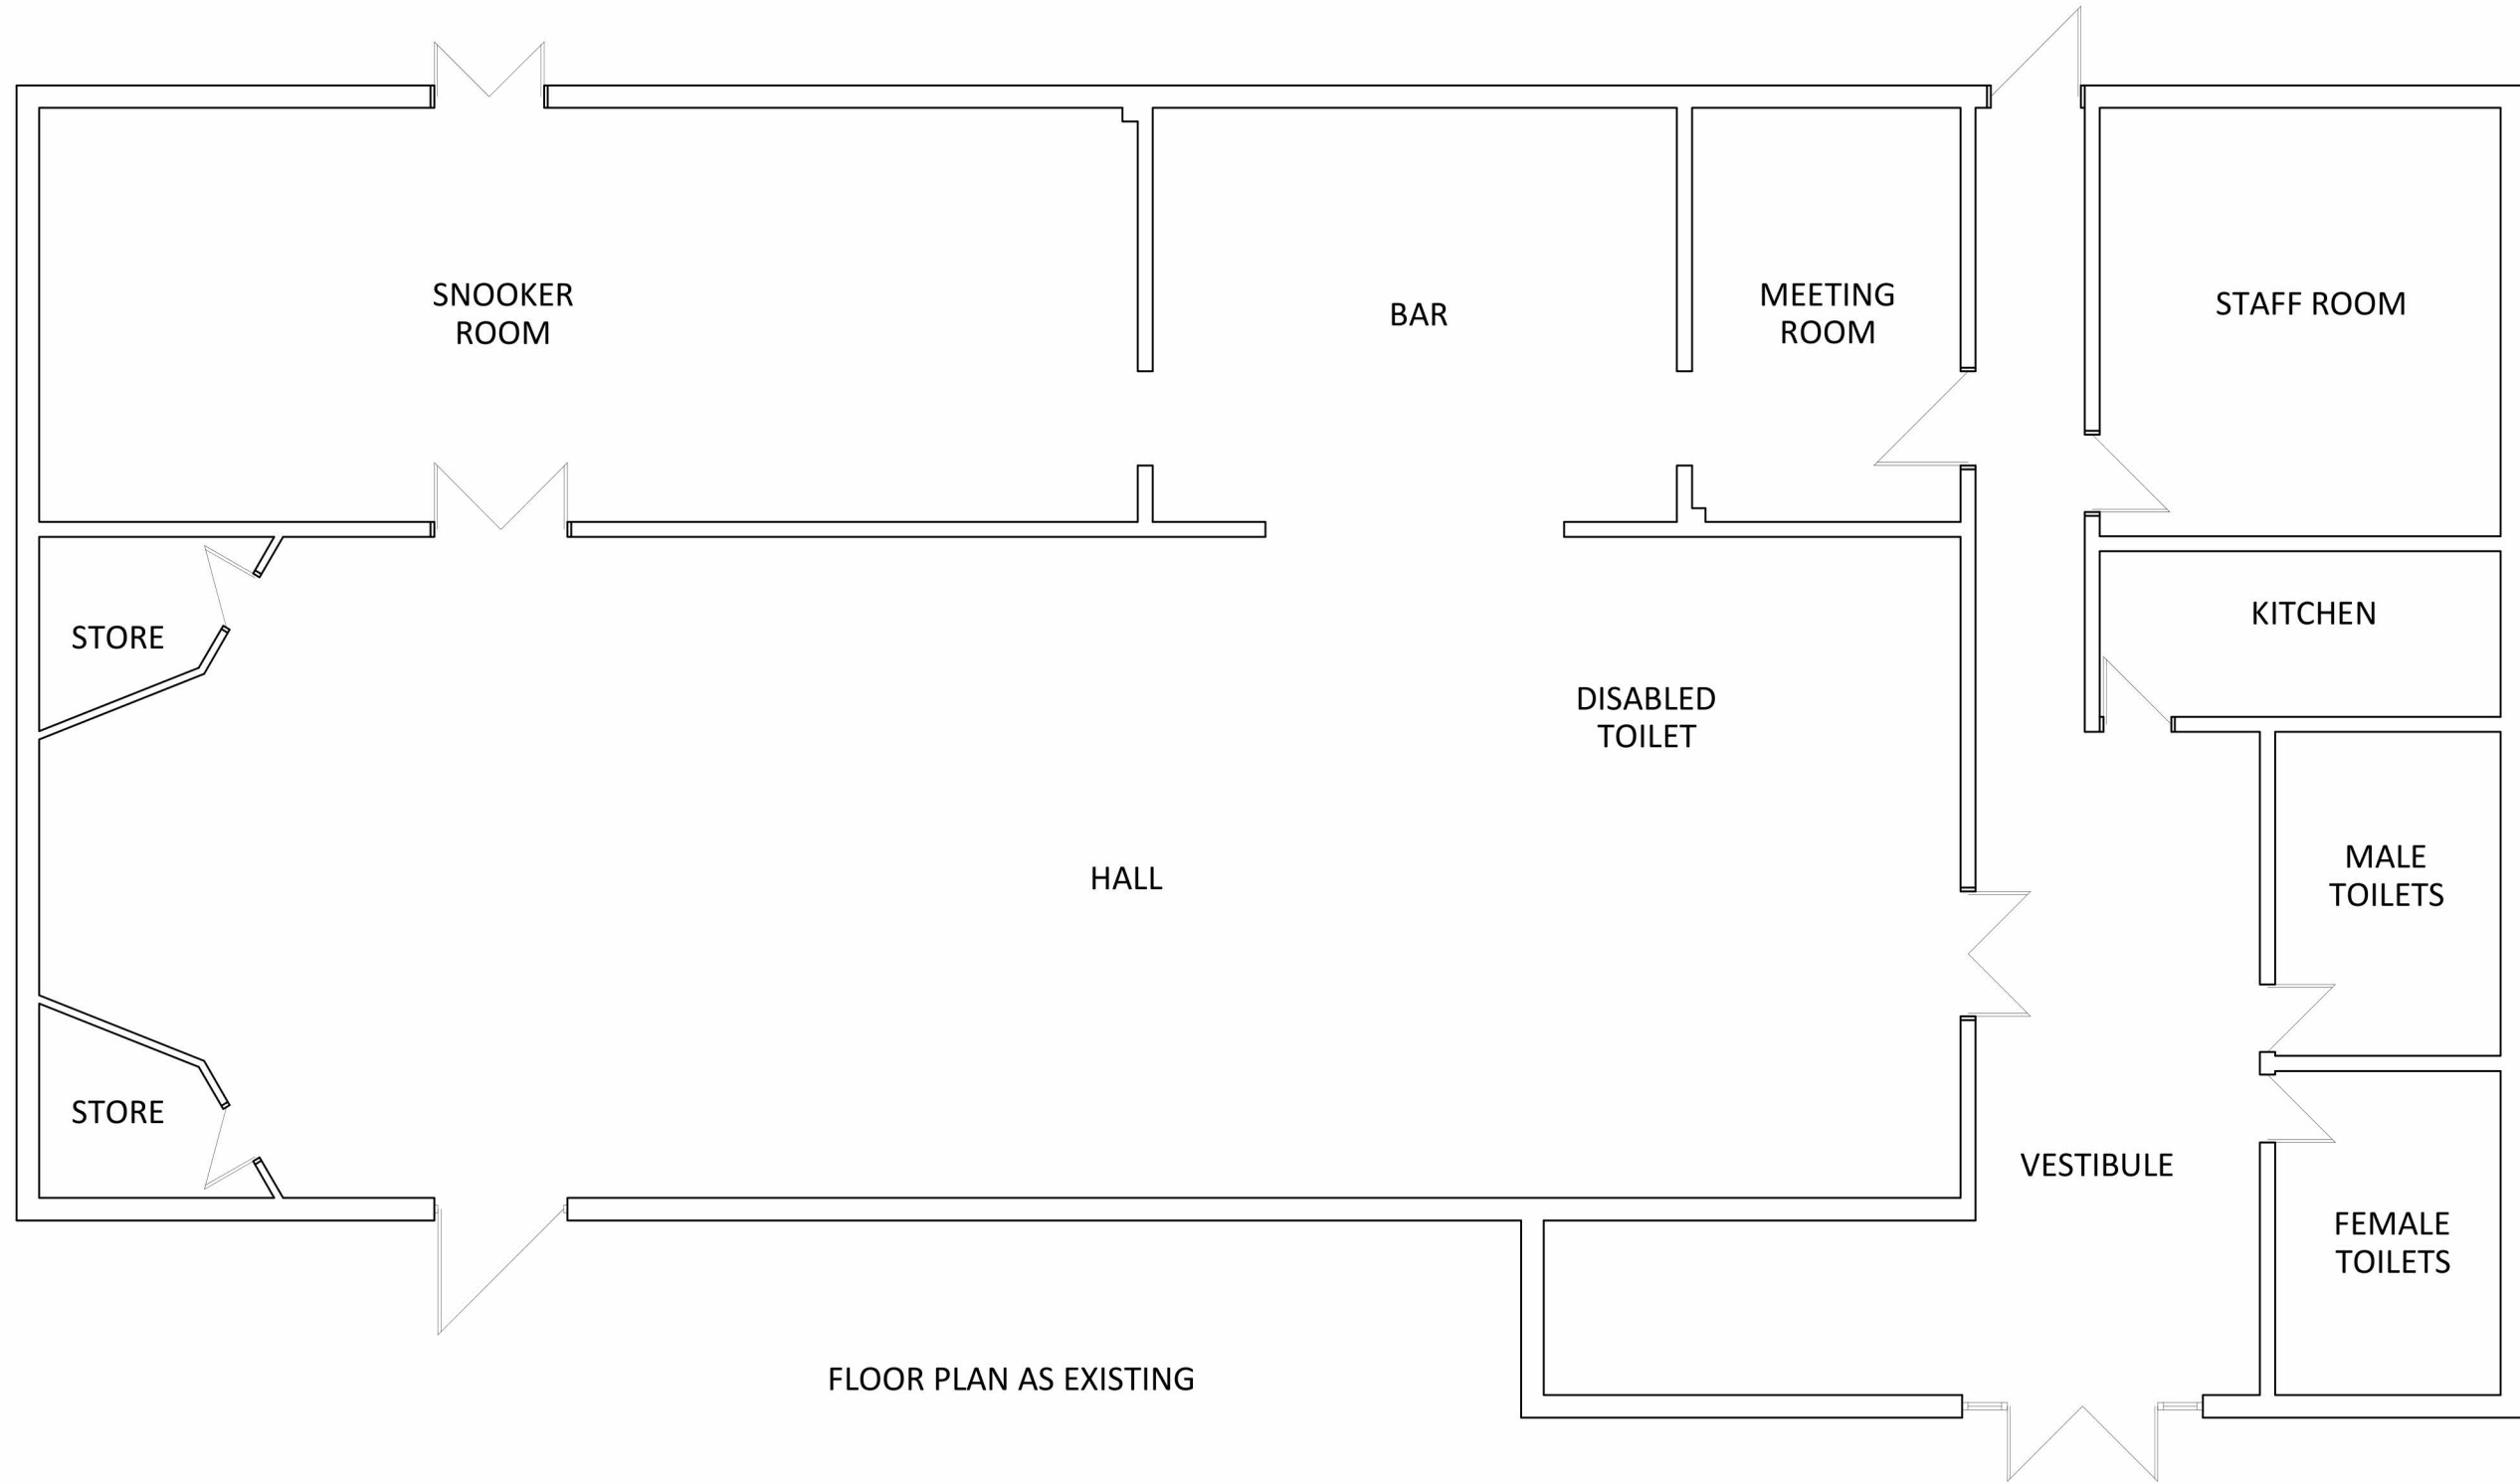 SNOOKER
ROOM
BAR
MEETING
ROOM
STAFF ROOM
STORE
KITCHEN
DISABLED
TOILET
HALL
MALE
TOILETS
STORE
VESTIBULE
FEMALE
TOILETS
FLOOR PLAN AS EXISTING